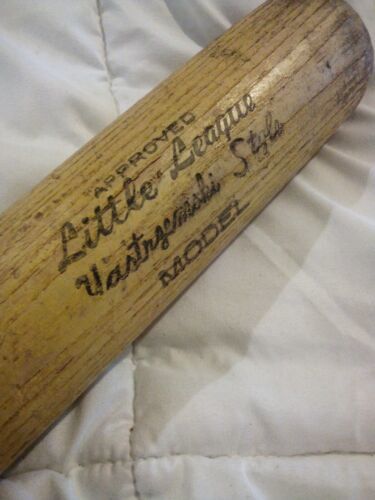 APPROVED
Little League
Yastrzemski Style
MODEL